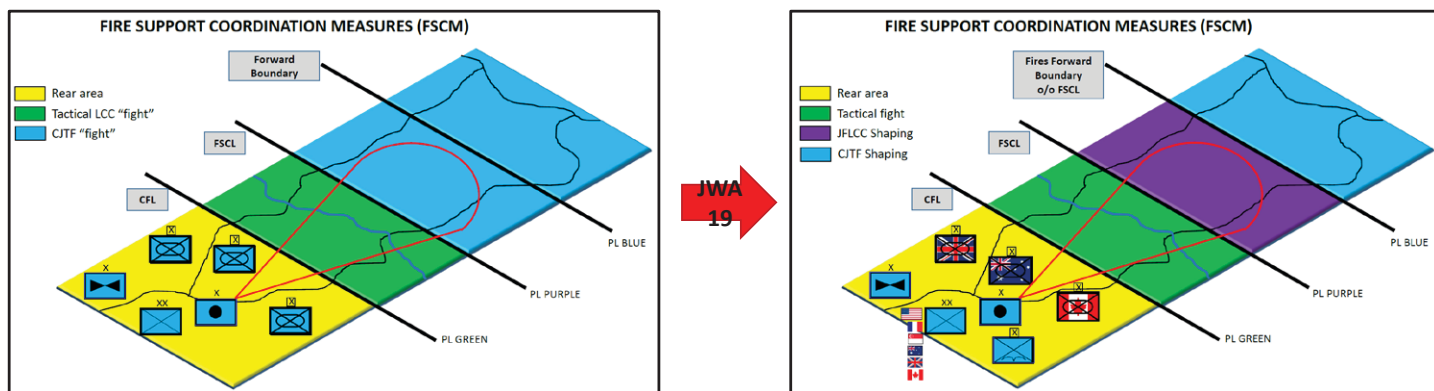 FIRE SUPPORT COORDINATION MEASURES (FSCM)
Forward
Boundary
Rear area
Tactical LCC “fight”
CJTF “fight”
FSCL
CFL
X
X
X
XX
X
X
PL BLUE
PL PURPLE
PL GREEN
JWA
19
FIRE SUPPORT COORDINATION MEASURES (FSCM)
Fires Forward
Boundary
o/o FSCL
Rear area
Tactical fight
JFLCC Shaping
CJTF Shaping
FSCL
CFL
X
X
X
XX
X
X
X
PL BLUE
PL PURPLE
PL GREEN